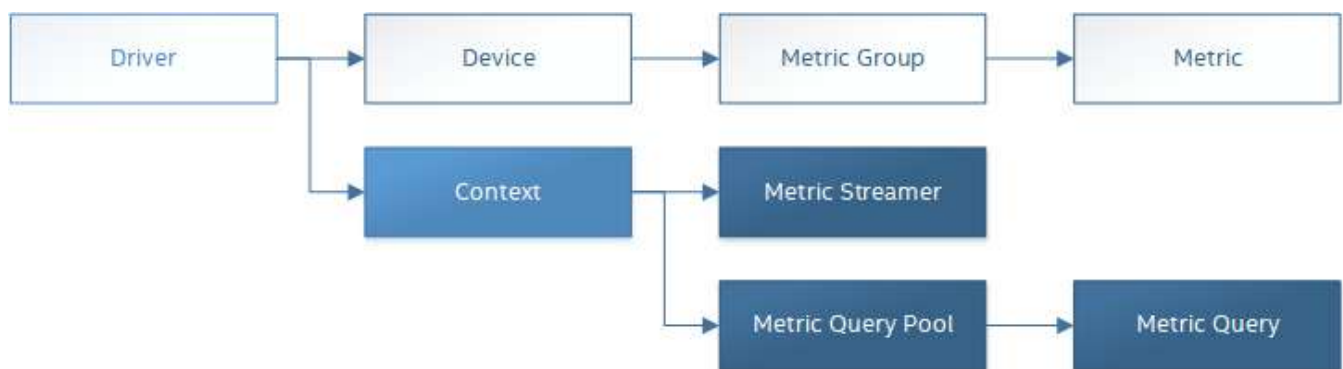 Driver
Device
Metric Group
Metric
Context
Metric Streamer
Metric Query Pool
Metric Query